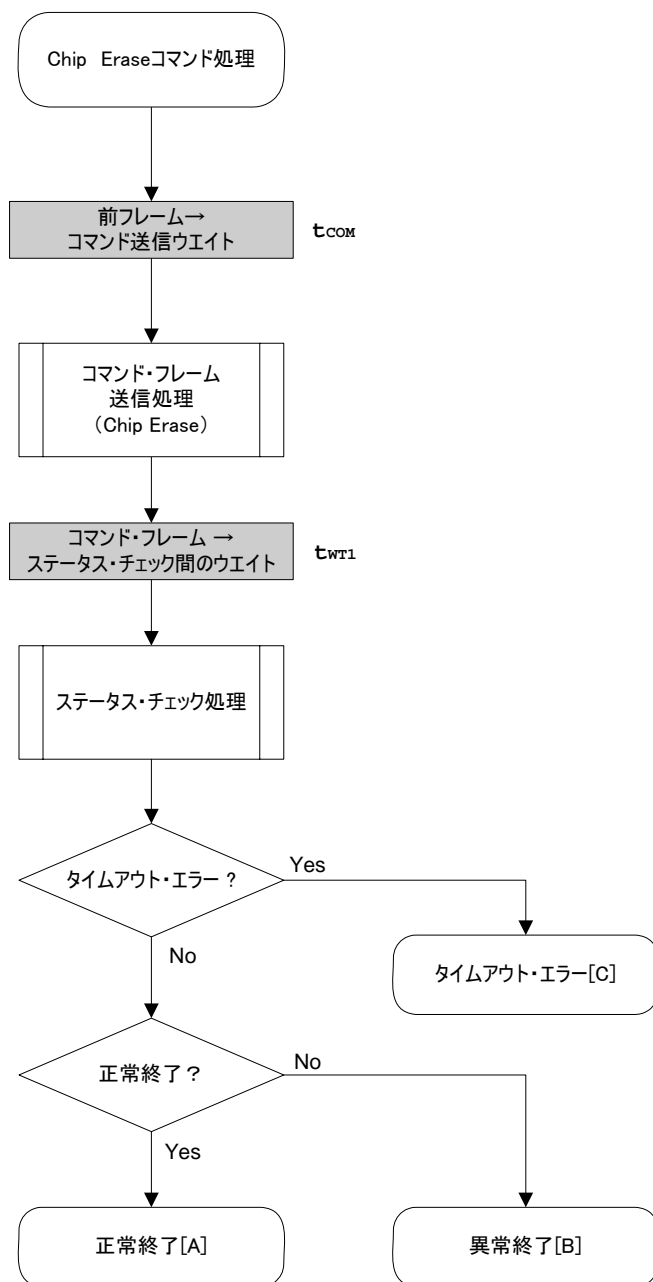 Chip Eraseコマンド処理
前フレーム→
コマンド送信ウエイト
tCOM
コマンド・フレーム
送信処理
（Chip Erase）
コマンド・フレーム →
ステータス・チェック間のウエイト
tWT1
ステータス・チェック処理
タイムアウト・エラー ?
Yes
No
タイムアウト・エラー[C]
正常終了？
No
Yes
正常終了[A]
異常終了[B]